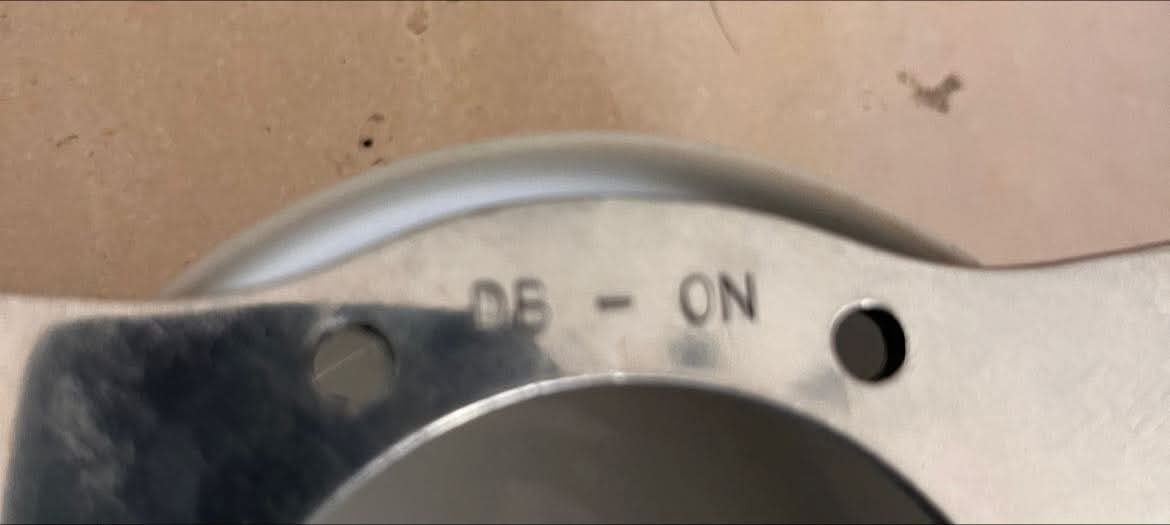 DB - ON